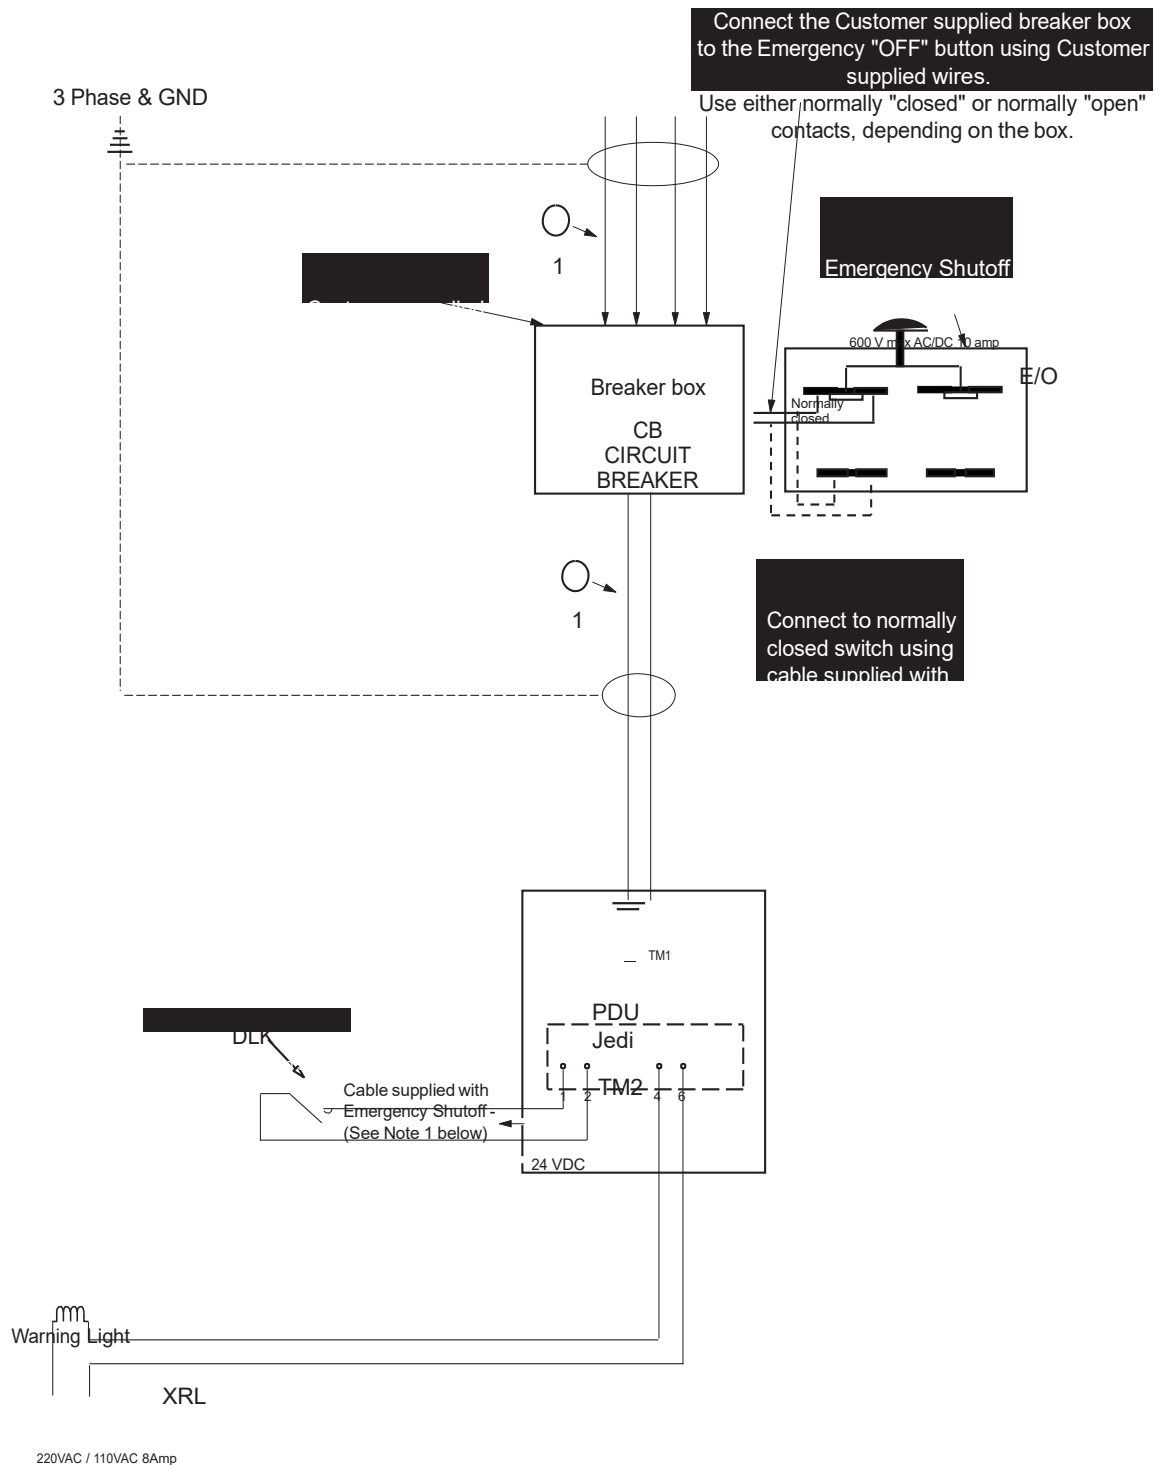 Connect the Customer supplied breaker box
to the Emergency "OFF" button using Customer
supplied wires.
Use either normally "closed" or normally "open"
contacts, depending on the box.
3 Phase & GND
1
Emergency Shutoff
600 V max AC/DC 10 amp
E/O
Normally
closed
Breaker box
CB
CIRCUIT
BREAKER
1
Connect to normally
closed switch using
cable supplied with
TM1
PDU
Jedi
TM2
1 2 4 6
DLK
Cable supplied with
Emergency Shutoff -
(See Note 1 below)
24 VDC
Warning Light
XRL
220VAC / 110VAC 8Amp